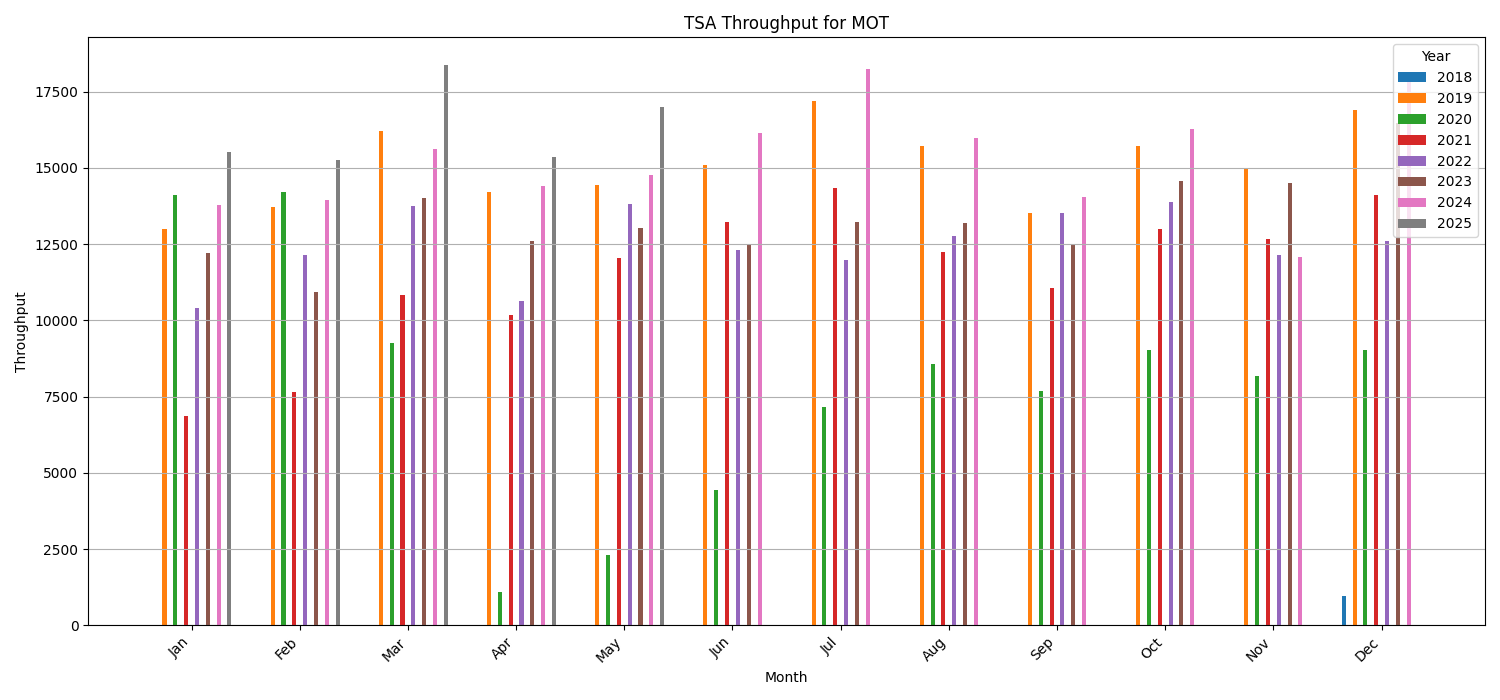 TSA Throughput for MOT
Year
2018
2019
2020
2021
2022
2023
2024
2025
Throughput
17500
15000
12500
10000
7500
5000
2500
0
Jan
Feb
Mar
Apr
May
Jun
Jul
Aug
Sep
Oct
Nov
Dec
Month